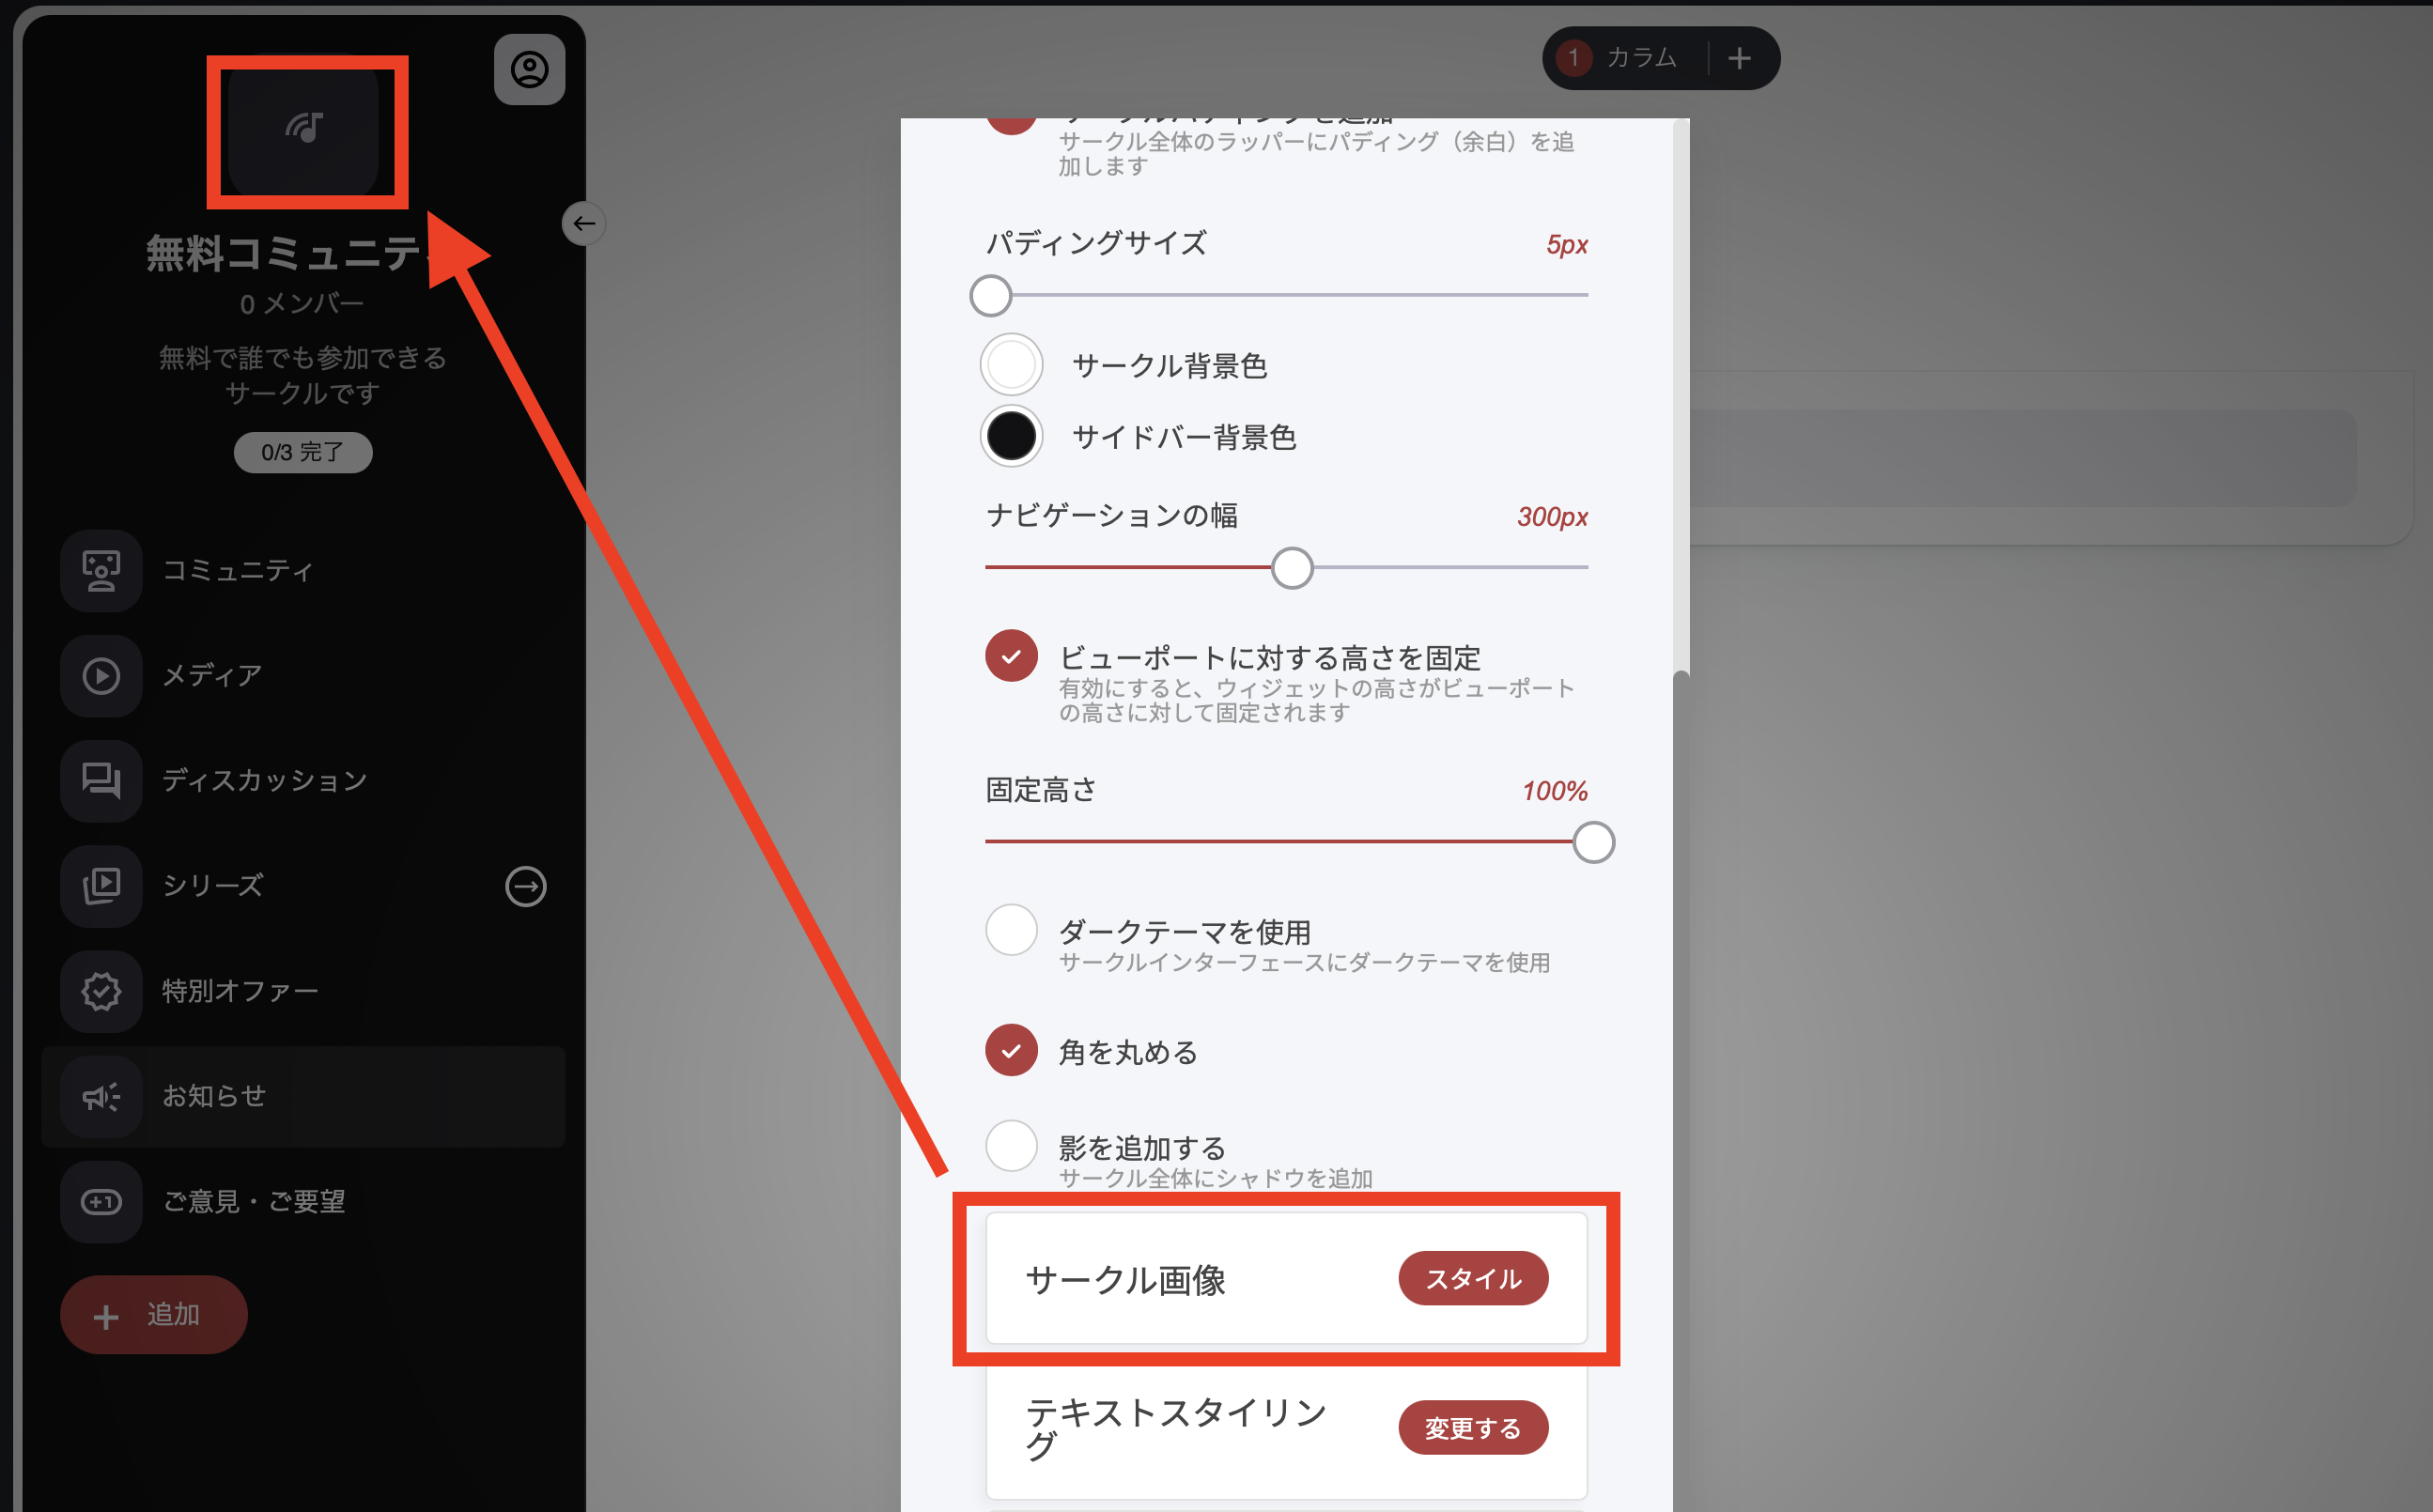 1 カラム
無料コミュニテ
0 メンバー
無料で誰でも参加できる
サークルです
0/3 完了
コミュニティ
メディア
ディスカッション
シリーズ
特別オファー
お知らせ
ご意見・ご要望
追加
サークル全体のラッパーにパディング（余白）を追
加します
パディングサイズ 5px
サークル背景色
サイドバー背景色
ナビゲーションの幅 300px
ビューポートに対する高さを固定
有効にすると、ウィジェットの高さがビューポート
の高さに対して固定されます
固定高さ 100%
ダークテーマを使用
サークルインターフェースにダークテーマを使用
角を丸める
影を追加する
サークル全体にシャドウを追加
サークル画像 スタイル
テキストスタイリン
グ
変更する